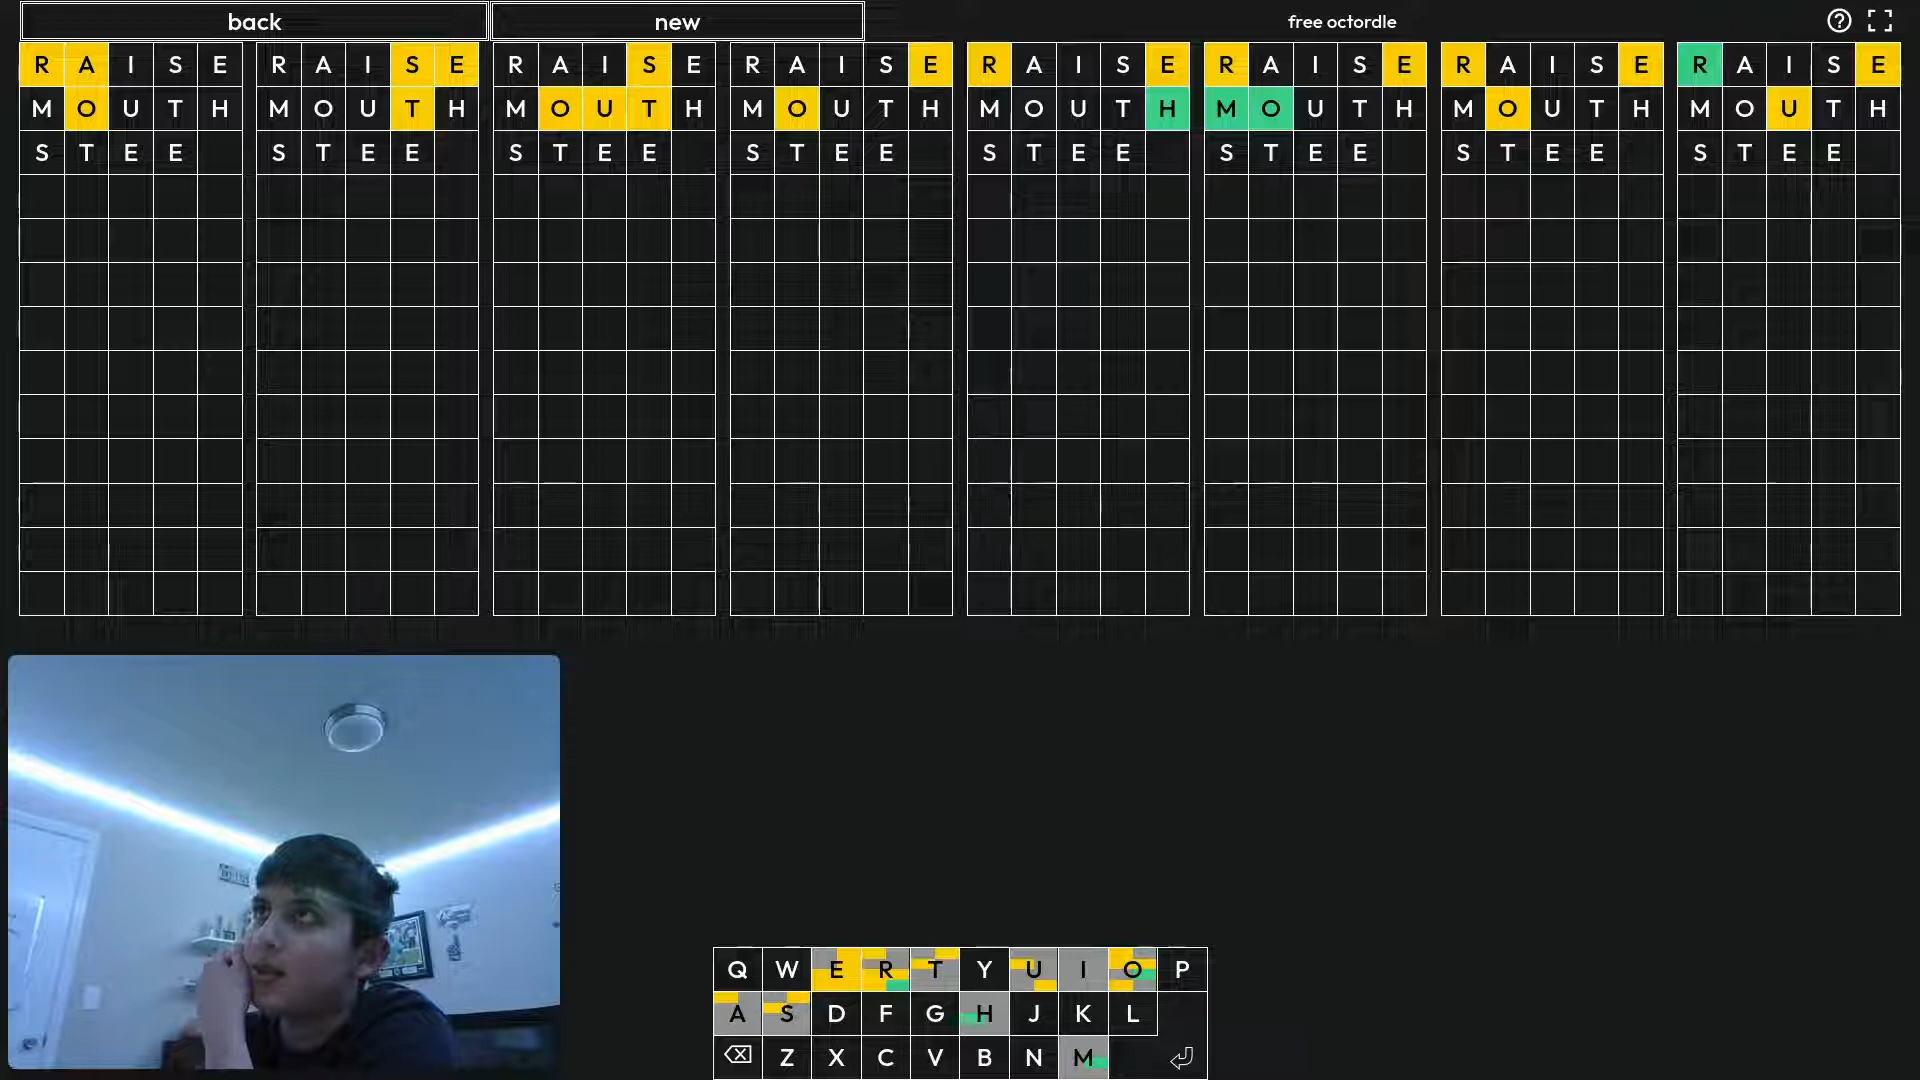 back new free octordle
R A I S E R A I S E R A I S E R A I S E R A I S E R A I S E R A I S E R A I S E
M O U T H M O U T H M O U T H M O U T H M O U T H M O U T H M O U T H M O U T H
S T E E S T E E S T E E S T E E S T E E S T E E S T E E S T E E
Q W E R T Y U I O P
A S D F G H J K L
Z X C V B N M